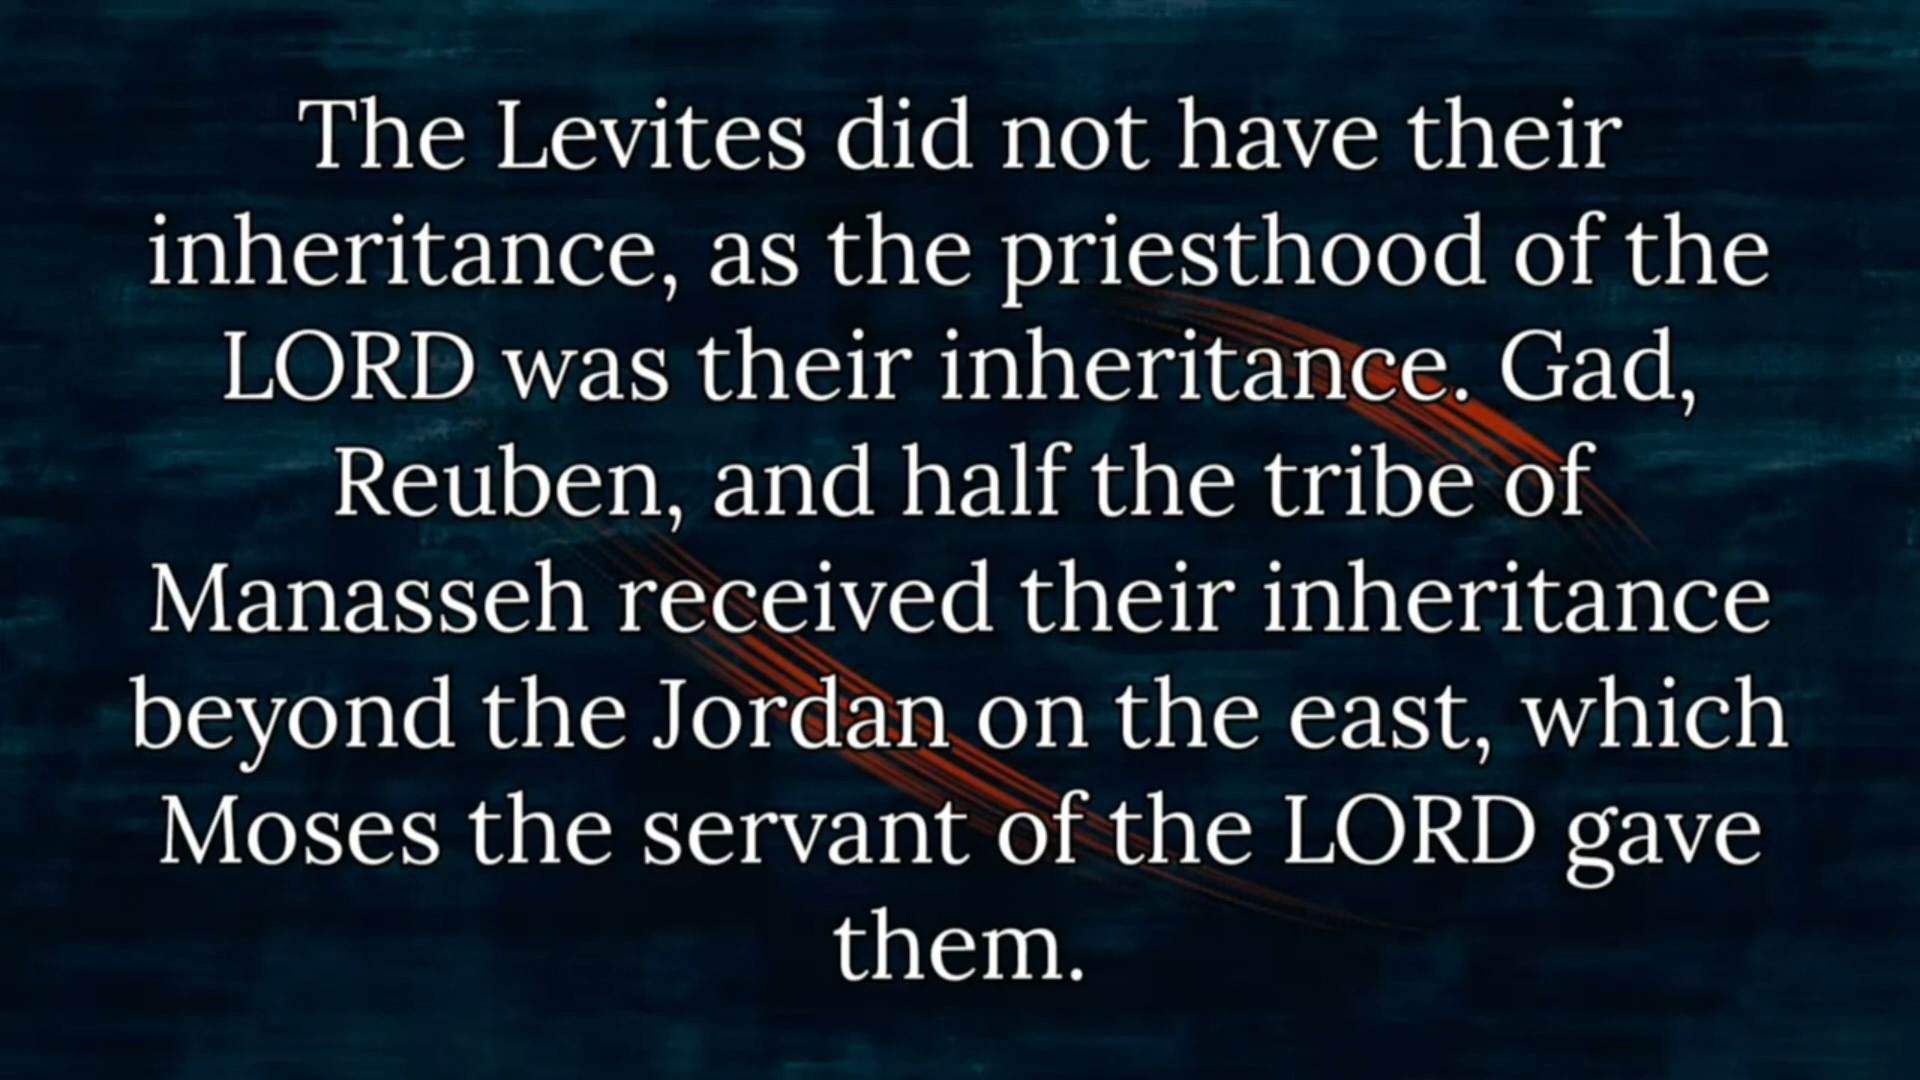 The Levites did not have their
inheritance, as the priesthood of the
LORD was their inheritance. Gad,
Reuben, and half the tribe of
Manasseh received their inheritance
beyond the Jordan on the east, which
Moses the servant of the LORD gave
them.